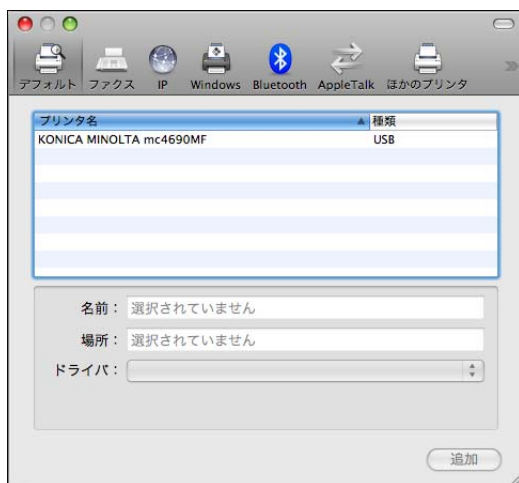 デフォルト ファクス IP Windows Bluetooth AppleTalk ほかのプリンタ
プリンタ名 種類
KONICA MINOLTA mc4690MF USB
名前： 選択されていません
場所： 選択されていません
ドライバ：
追加